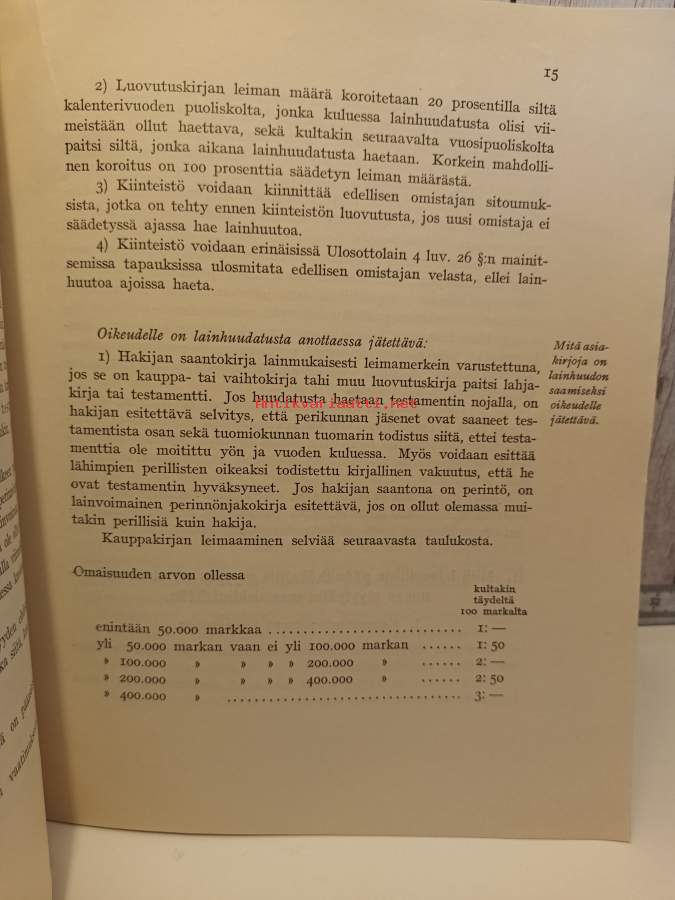 15
2) Luovutuskirjan leiman määrä koroitetaan 20 prosentilla siltä
kalenterivuoden puoliskolta, jonka kuluessa lainhuudatusta olisi vii-
meistään ollut haettava, sekä kultakin seuraavalta vuosipuoliskolta
paitsi siltä, jonka aikana lainhuudatusta haetaan. Korkein mahdolli-
nen koroitus on 100 prosenttia säädetyn leiman määrästä.
3) Kiinteistö voidaan kiinnittää edellisen omistajan sitoumuk-
sista, jotka on tehty ennen kiinteistön luovutusta, jos uusi omistaja ei
säädetyssä ajassa hae lainhuutoa.
4) Kiinteistö voidaan erinäisissä Ulosottolain 4 luv. 26 §:n mainit-
semissa tapauksissa ulosmitata edellisen omistajan velasta, ellei lain-
huutoa ajoissa haeta.
Oikeudelle on lainhuudatusta anottaessa jätettävä:
Mitä asia-
kirjoja on
lainhuudon
saamiseksi
oikeudelle
jätettävä.
1) Hakijan saantokirja lainmukaisesti leimamerkein varustettuna,
jos se on kauppa- tai vaihtokirja tahi muu luovutuskirja paitsi lahja-
kirja tai testamentti. Jos huudatusta haetaan testamentin nojalla, on
hakijan esitettävä selvitys, että perikunnan jäsenet ovat saaneet tes-
tamentista osan sekä tuomiokunnan tuomarin todistus siitä, ettei testa-
menttia ole moitittu yön ja vuoden kuluessa. Myös voidaan esittää
lähimpien perillisten oikeaksi todistettu kirjallinen vakuutus, että he
ovat testamentin hyväksyneet. Jos hakijan saantona on perintö, on
lainvoimainen perinnönjakokirja esitettävä, jos on ollut olemassa mui-
takin perillisiä kuin hakija.
Kauppakirjan leimaaminen selviää seuraavasta taulukosta.
Antikvariaatti.net
Omaisuuden arvon ollessa
kultakin
täydeltä
100 markalta
enintään 50.000 markkaa ............................ 1: —
yli 50.000 markan vaan ei yli 100.000 markan ...... 1: 50
» 100.000 » » » » 200.000 » ...... 2: —
» 200.000 » » » » 400.000 » ...... 2: 50
» 400.000 » .................................. 3: —